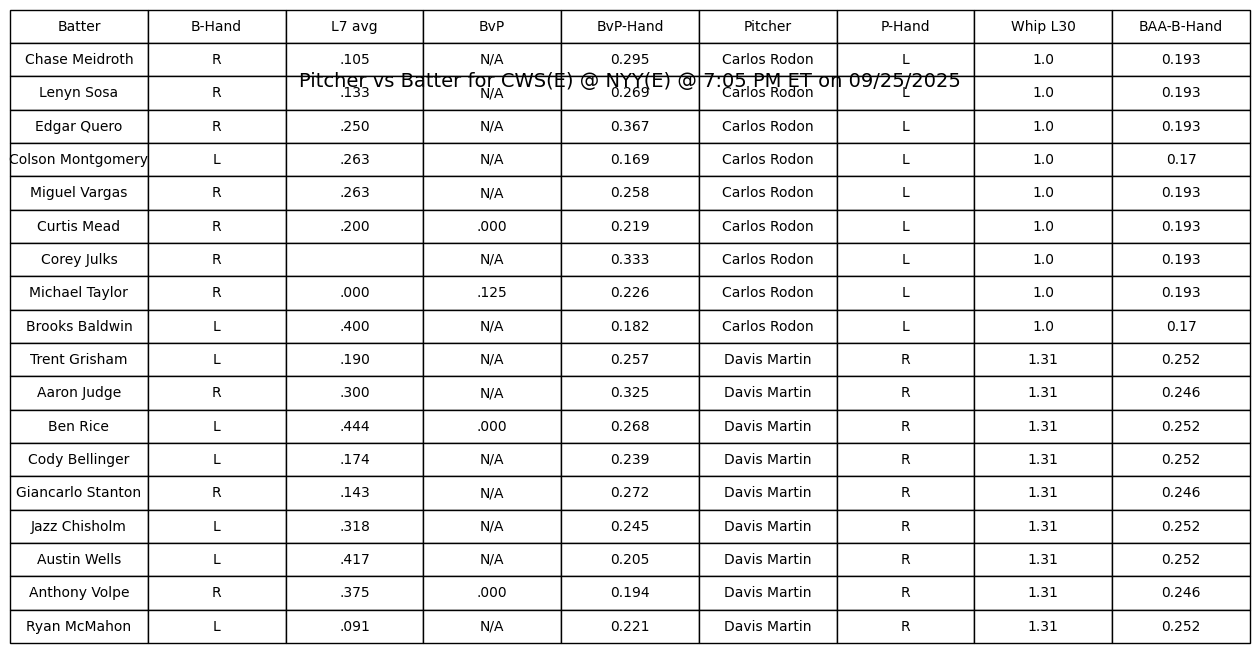 Batter B-Hand L7 avg BvP BvP-Hand Pitcher P-Hand Whip L30 BAA-B-Hand
Chase Meidroth R .105 N/A 0.295 Carlos Rodon L 1.0 0.193
Pitcher vs Batter for CWS(E) @ NYY(E) @ 7:05 PM ET on 09/25/2025
Lenyn Sosa R .133 N/A 0.269 Carlos Rodon L 1.0 0.193
Edgar Quero R .250 N/A 0.367 Carlos Rodon L 1.0 0.193
Colson Montgomery L .263 N/A 0.169 Carlos Rodon L 1.0 0.17
Miguel Vargas R .263 N/A 0.258 Carlos Rodon L 1.0 0.193
Curtis Mead R .200 .000 0.219 Carlos Rodon L 1.0 0.193
Corey Julks R N/A 0.333 Carlos Rodon L 1.0 0.193
Michael Taylor R .000 .125 0.226 Carlos Rodon L 1.0 0.193
Brooks Baldwin L .400 N/A 0.182 Carlos Rodon L 1.0 0.17
Trent Grisham L .190 N/A 0.257 Davis Martin R 1.31 0.252
Aaron Judge R .300 N/A 0.325 Davis Martin R 1.31 0.246
Ben Rice L .444 .000 0.268 Davis Martin R 1.31 0.252
Cody Bellinger L .174 N/A 0.239 Davis Martin R 1.31 0.252
Giancarlo Stanton R .143 N/A 0.272 Davis Martin R 1.31 0.246
Jazz Chisholm L .318 N/A 0.245 Davis Martin R 1.31 0.252
Austin Wells L .417 N/A 0.205 Davis Martin R 1.31 0.252
Anthony Volpe R .375 .000 0.194 Davis Martin R 1.31 0.246
Ryan McMahon L .091 N/A 0.221 Davis Martin R 1.31 0.252